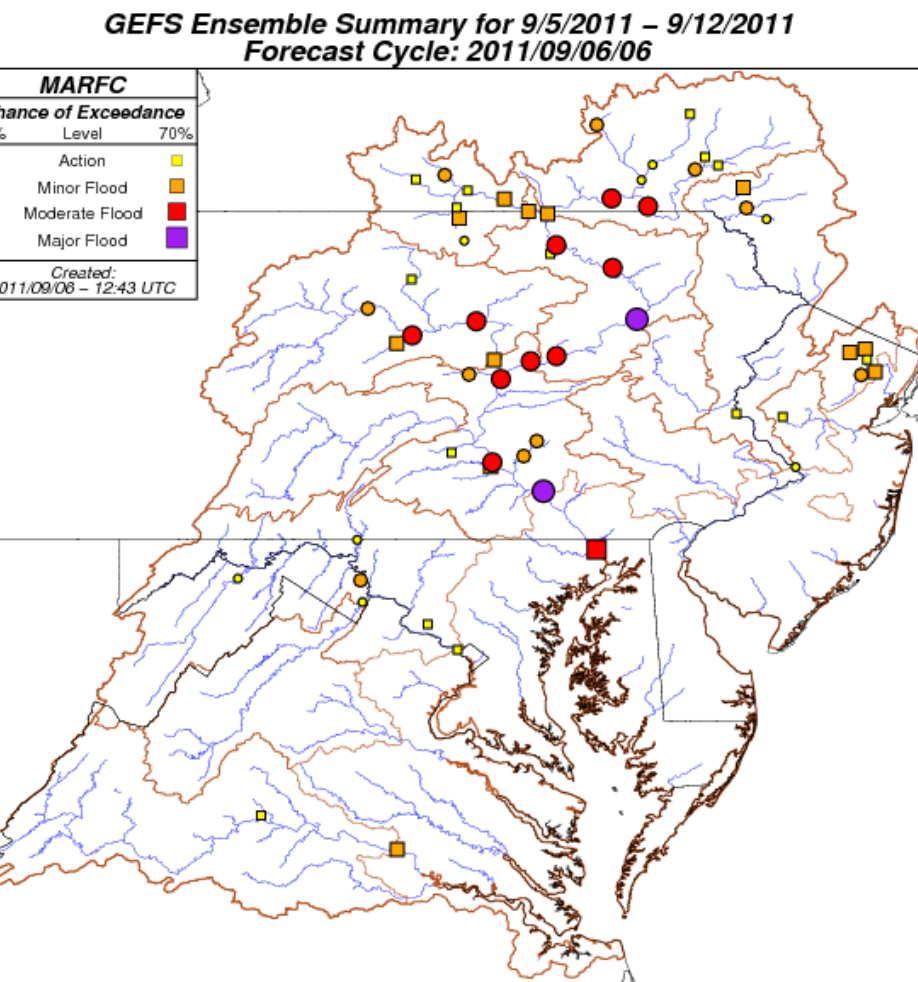 GEFS Ensemble Summary for 9/5/2011 – 9/12/2011
Forecast Cycle: 2011/09/06/06
MARFC
hance of Exceedance
% Level 70%
Action
Minor Flood
Moderate Flood
Major Flood
Created:
011/09/06 – 12:43 UTC